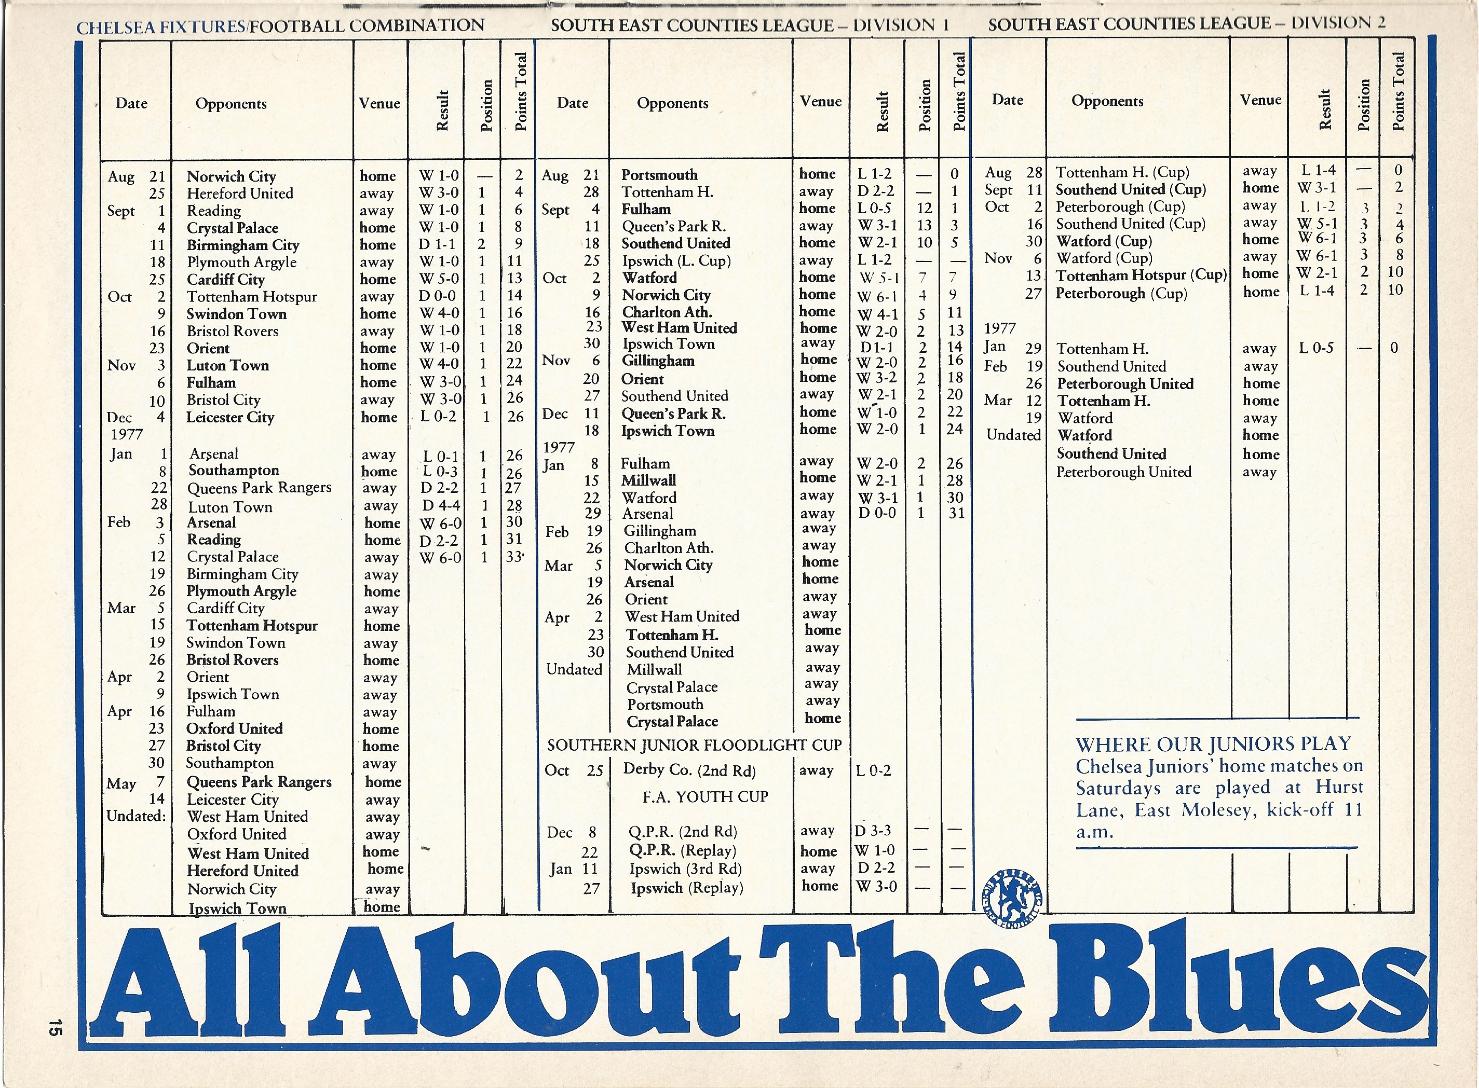 CHELSEA FIXTURES/FOOTBALL COMBINATION
Date Opponents Venue Result Position Points Total
Aug 21 Norwich City home W 1-0 — 2
25 Hereford United away W 3-0 1 4
Sept 1 Reading away W 1-0 1 6
4 Crystal Palace home W 1-0 1 8
11 Birmingham City home D 1-1 2 9
18 Plymouth Argyle away W 1-0 1 11
25 Cardiff City home W 5-0 1 13
Oct 2 Tottenham Hotspur away D 0-0 1 14
9 Swindon Town home W 4-0 1 16
16 Bristol Rovers away W 1-0 1 18
23 Orient home W 1-0 1 20
Nov 3 Luton Town home W 4-0 1 22
6 Fulham home W 3-0 1 24
10 Bristol City away W 3-0 1 26
Dec 4 Leicester City home L 0-2 1 26
1977
Jan 1 Arsenal away L 0-1 1 26
8 Southampton home L 0-3 1 26
22 Queens Park Rangers away D 2-2 1 27
28 Luton Town away D 4-4 1 28
Feb 3 Arsenal home W 6-0 1 30
5 Reading home D 2-2 1 31
12 Crystal Palace away W 6-0 1 33
19 Birmingham City away
26 Plymouth Argyle home
Mar 5 Cardiff City away
15 Tottenham Hotspur home
19 Swindon Town away
26 Bristol Rovers home
Apr 2 Orient away
9 Ipswich Town away
Apr 16 Fulham away
23 Oxford United home
27 Bristol City home
30 Southampton away
May 7 Queens Park Rangers home
14 Leicester City away
Undated: West Ham United away
Oxford United away
West Ham United home
Hereford United home
Norwich City away
Ipswich Town home
SOUTH EAST COUNTIES LEAGUE – DIVISION 1
Date Opponents Venue Result Position Points Total
Aug 21 Portsmouth home L 1-2 — 0
28 Tottenham H. away D 2-2 — 1
Sept 4 Fulham home L 0-5 12 1
11 Queen's Park R. away W 3-1 13 3
18 Southend United home W 2-1 10 5
25 Ipswich (L. Cup) away L 1-2 — —
Oct 2 Watford home W 5-1 7 7
9 Norwich City home W 6-1 4 9
16 Charlton Ath. home W 4-1 5 11
23 West Ham United home W 2-0 2 13
30 Ipswich Town away D1-1 2 14
Nov 6 Gillingham home W 2-0 2 16
20 Orient home W 3-2 2 18
27 Southend United away W 2-1 2 20
Dec 11 Queen's Park R. home W 1-0 2 22
18 Ipswich Town home W 2-0 1 24
1977
Jan 8 Fulham away W 2-0 2 26
15 Millwall home W 2-1 1 28
22 Watford away W 3-1 1 30
29 Arsenal away D 0-0 1 31
Feb 19 Gillingham away
26 Charlton Ath. away
Mar 5 Norwich City home
19 Arsenal home
26 Orient away
Apr 2 West Ham United away
23 Tottenham H. home
30 Southend United away
Undated Millwall away
Crystal Palace away
Portsmouth away
Crystal Palace home
SOUTHERN JUNIOR FLOODLIGHT CUP
Oct 25 Derby Co. (2nd Rd) away L 0-2
F.A. YOUTH CUP
Dec 8 Q.P.R. (2nd Rd) away D 3-3 — —
22 Q.P.R. (Replay) home W 1-0 — —
Jan 11 Ipswich (3rd Rd) away D 2-2 — —
27 Ipswich (Replay) home W 3-0 — —
SOUTH EAST COUNTIES LEAGUE – DIVISION 2
Date Opponents Venue Result Position Points Total
Aug 28 Tottenham H. (Cup) away L 1-4 — 0
Sept 11 Southend United (Cup) home W 3-1 — 2
Oct 2 Peterborough (Cup) away L 1-2 3 2
16 Southend United (Cup) away W 5-1 3 4
30 Watford (Cup) home W 6-1 3 6
Nov 6 Watford (Cup) away W 6-1 3 8
13 Tottenham Hotspur (Cup) home W 2-1 2 10
27 Peterborough (Cup) home L 1-4 2 10
1977
Jan 29 Tottenham H. away L 0-5 — 0
Feb 19 Southend United away
26 Peterborough United home
Mar 12 Tottenham H. home
19 Watford away
Undated Watford home
Southend United home
Peterborough United away
WHERE OUR JUNIORS PLAY
Chelsea Juniors' home matches on
Saturdays are played at Hurst
Lane, East Molesey, kick-off 11
a.m.
All About The Blues
15